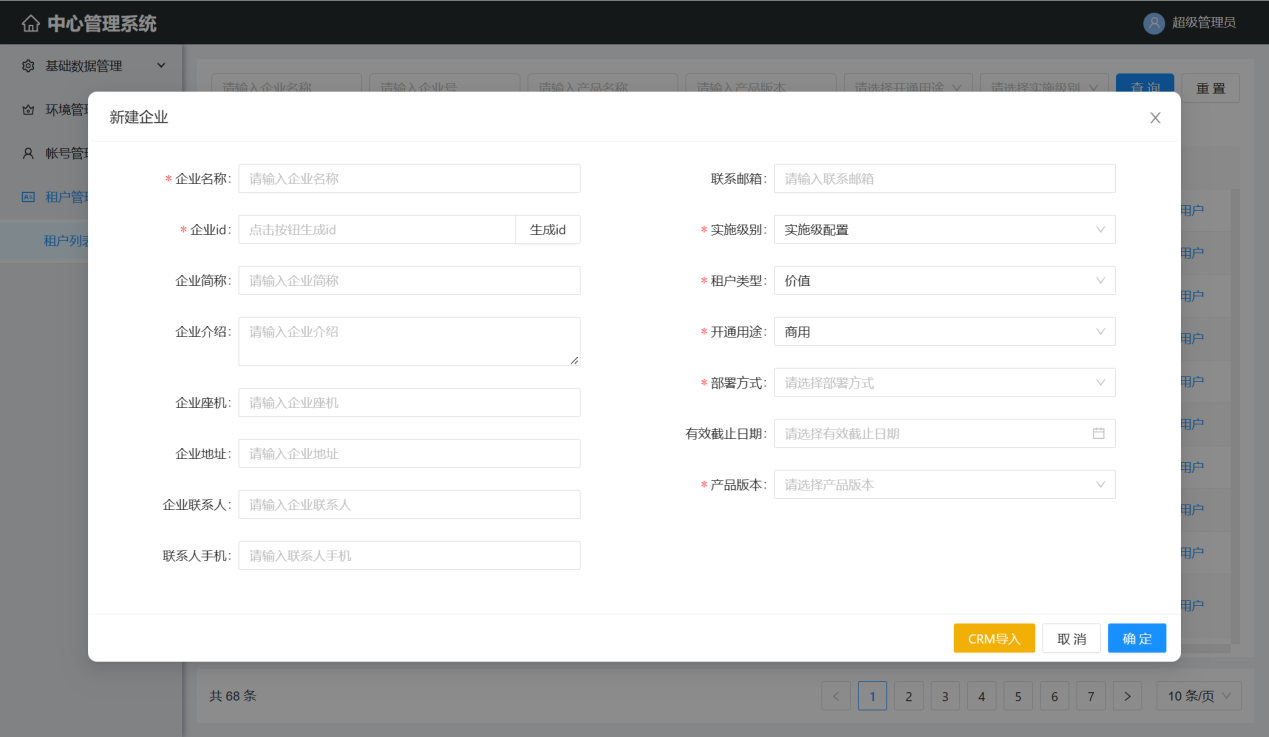 中心管理系统
超级管理员
基础数据管理
环境管
帐号管
租户管
租户列
请输入企业名称
请输入企业号
请输入产品名称
请输入产品版本
请选择开通用途
请选择实施级别
查 询
重 置
新建企业
* 企业名称:
请输入企业名称
* 企业id:
点击按钮生成id
生成id
企业简称:
请输入企业简称
企业介绍:
请输入企业介绍
企业座机:
请输入企业座机
企业地址:
请输入企业地址
企业联系人:
请输入企业联系人
联系人手机:
请输入联系人手机
联系邮箱:
请输入联系邮箱
* 实施级别:
实施级配置
* 租户类型:
价值
* 开通用途:
商用
* 部署方式:
请选择部署方式
有效截止日期:
请选择有效截止日期
* 产品版本:
请选择产品版本
用户
用户
用户
用户
用户
用户
用户
用户
用户
用户
CRM导入
取 消
确 定
共 68 条
< 1 2 3 4 5 6 7 >
10 条/页